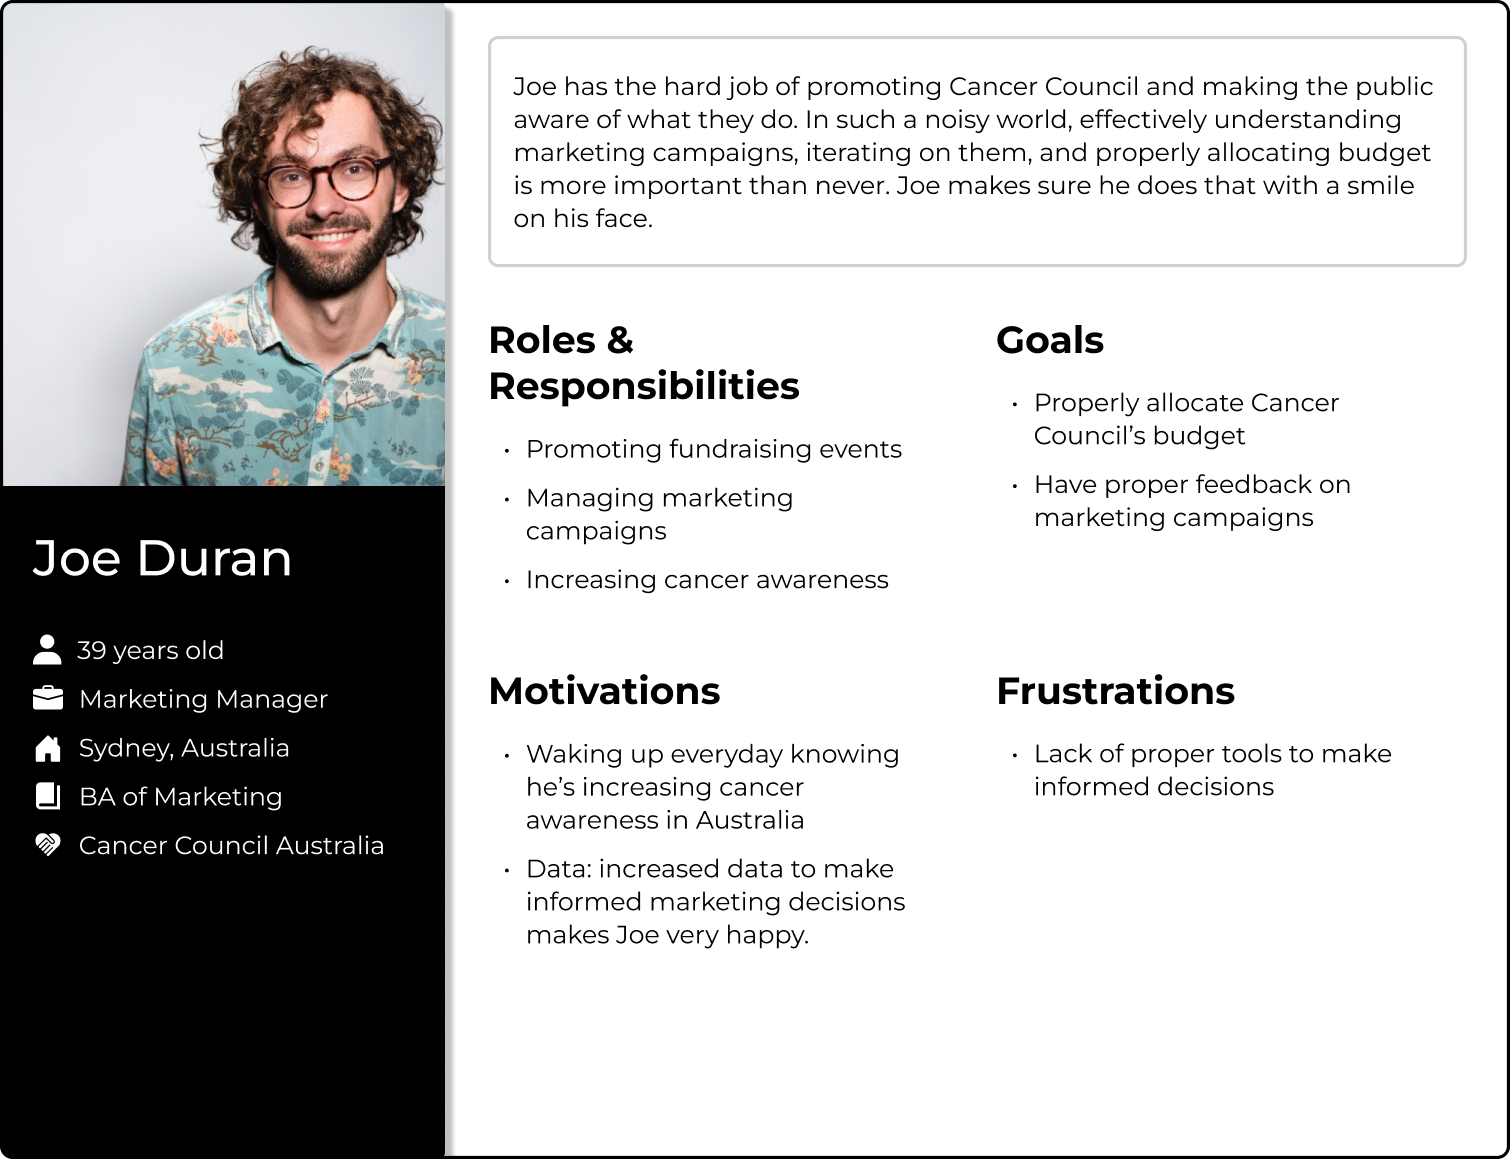 Joe has the hard job of promoting Cancer Council and making the public
aware of what they do. In such a noisy world, effectively understanding
marketing campaigns, iterating on them, and properly allocating budget
is more important than never. Joe makes sure he does that with a smile
on his face.
Joe Duran
39 years old
Marketing Manager
Sydney, Australia
BA of Marketing
Cancer Council Australia
Roles &
Responsibilities
• Promoting fundraising events
• Managing marketing
campaigns
• Increasing cancer awareness
Goals
• Properly allocate Cancer
Council’s budget
• Have proper feedback on
marketing campaigns
Motivations
• Waking up everyday knowing
he’s increasing cancer
awareness in Australia
• Data: increased data to make
informed marketing decisions
makes Joe very happy.
Frustrations
• Lack of proper tools to make
informed decisions